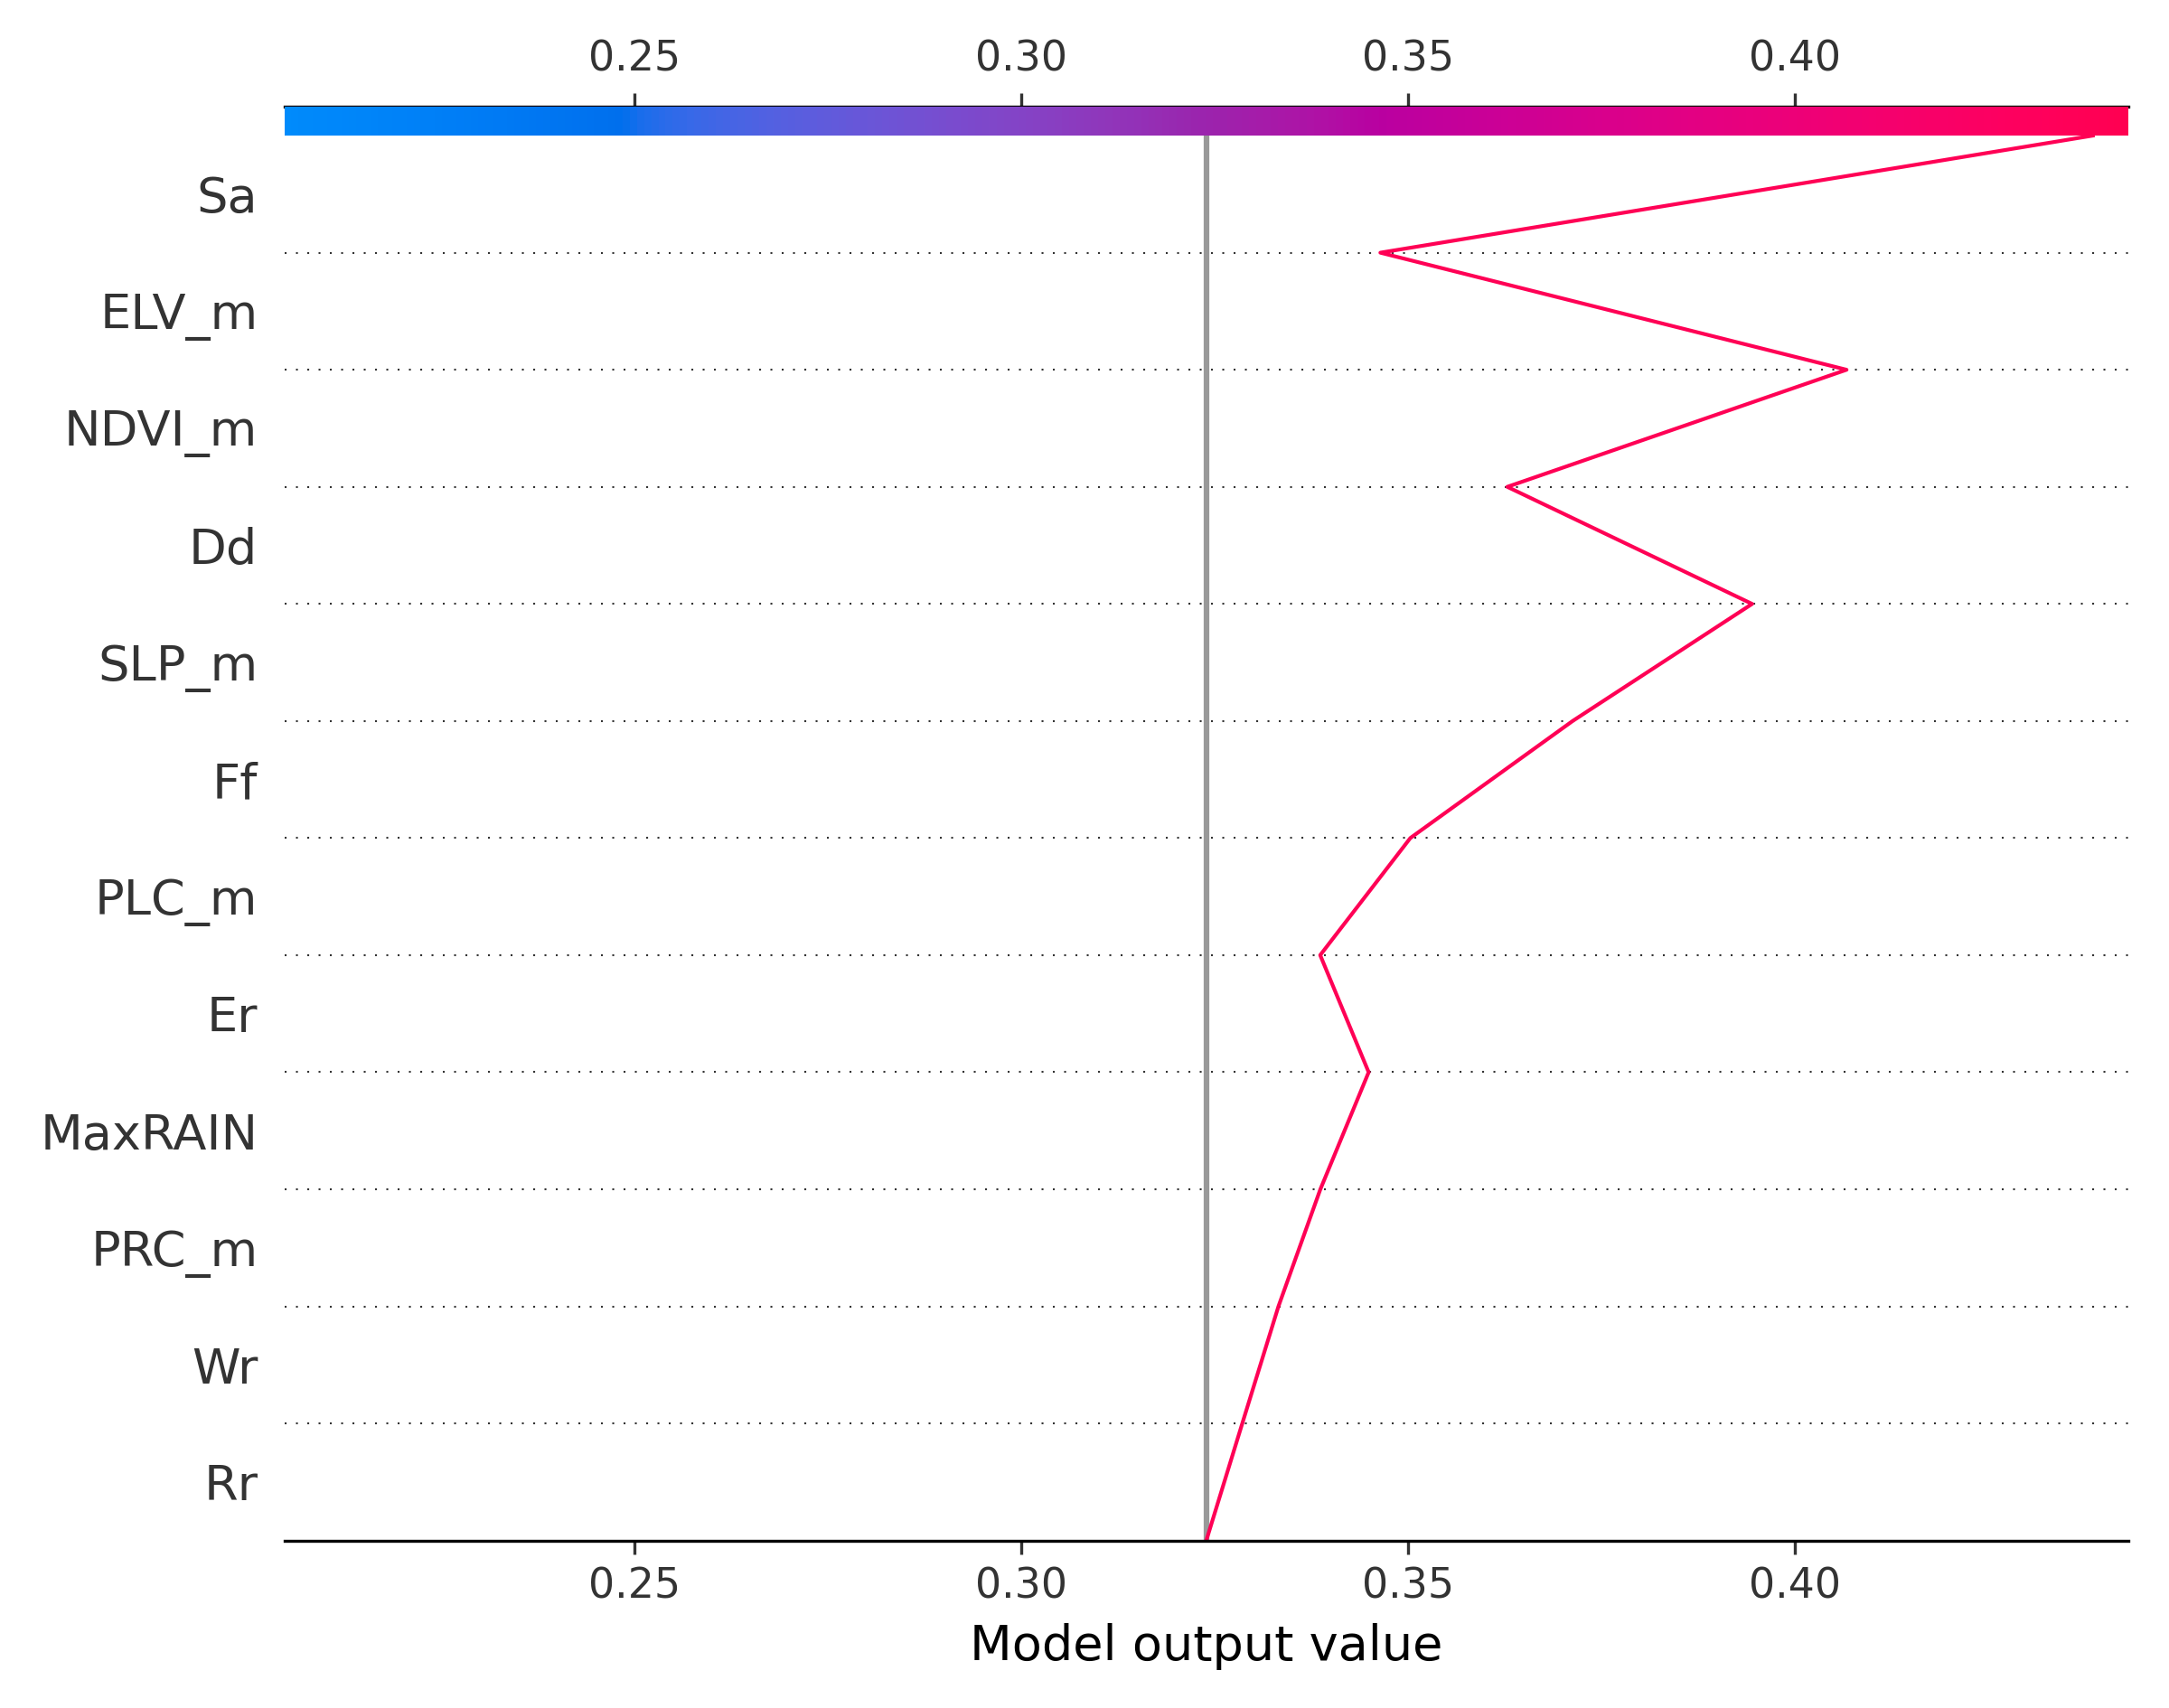 0.25 0.30 0.35 0.40
Sa
ELV_m
NDVI_m
Dd
SLP_m
Ff
PLC_m
Er
MaxRAIN
PRC_m
Wr
Rr
0.25 0.30 0.35 0.40
Model output value